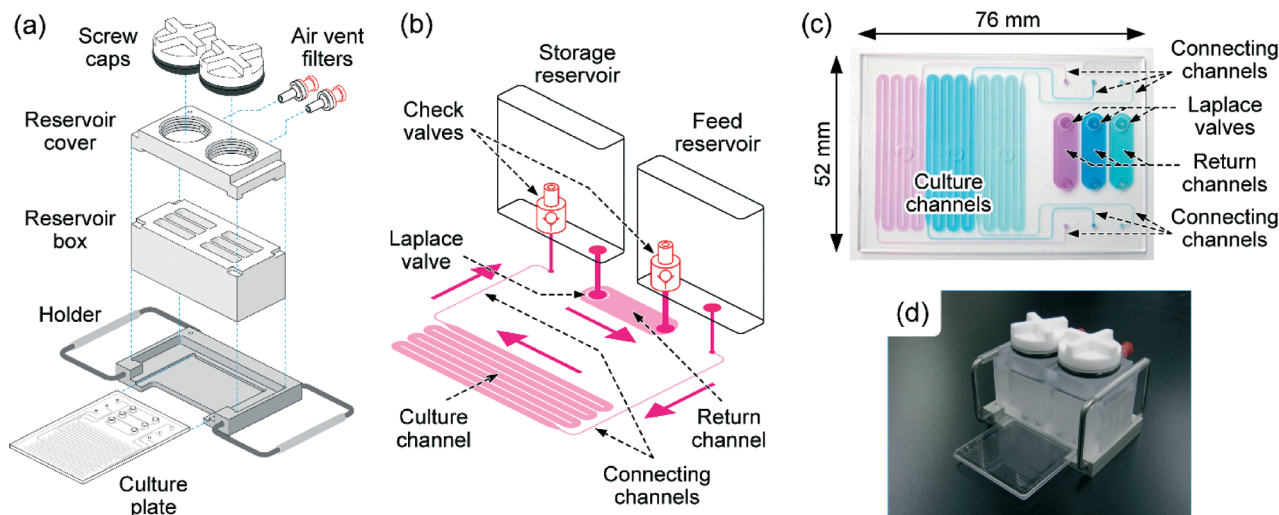 (a)
Screw
caps
Air vent
filters
Reservoir
cover
Reservoir
box
Holder
Culture
plate
(b)
Storage
reservoir
Check
valves
Feed
reservoir
Laplace
valve
Culture
channel
Return
channel
Connecting
channels
(c)
76 mm
52 mm
Culture
channels
Connecting
channels
Laplace
valves
Return
channels
Connecting
channels
(d)